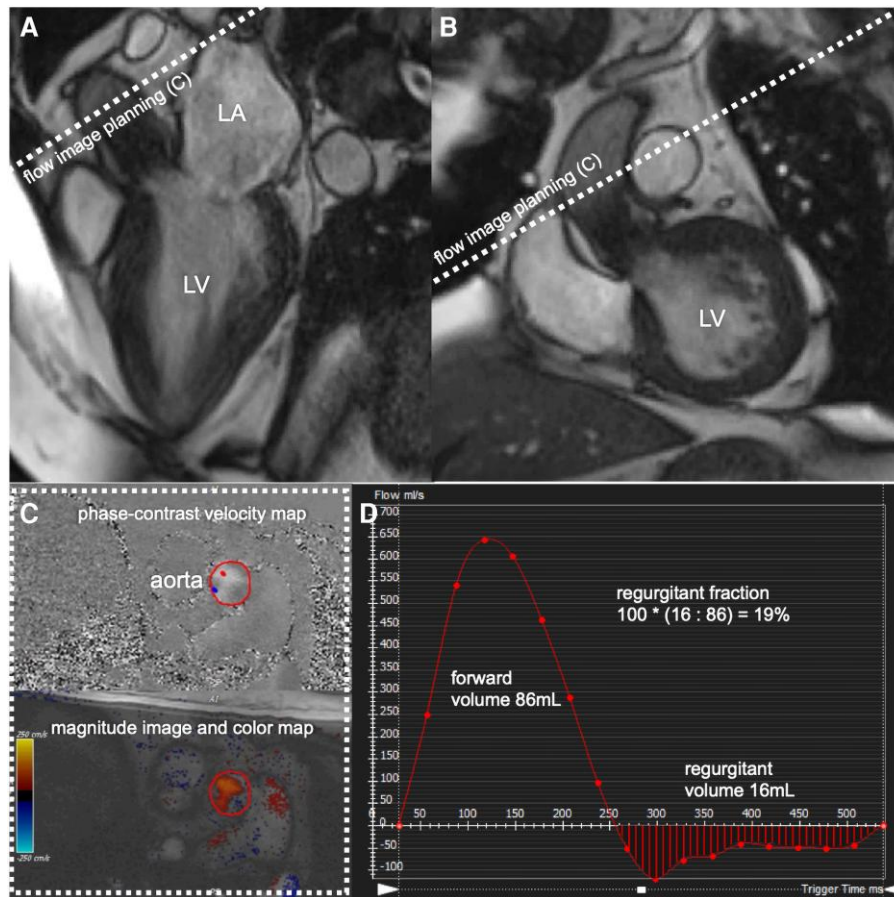 A
LA
flow image planning (C)
LV
B
flow image planning (C)
LV
C
phase-contrast velocity map
aorta
magnitude image and color map
250 cm/s
-250 cm/s
D
Flow ml/s
700
650
600
550
500
450
400
350
300
250
200
150
100
50
0
-50
-100
0
50
100
150
200
250
300
350
400
450
500
regurgitant fraction
100 * (16 : 86) = 19%
forward
volume 86mL
regurgitant
volume 16mL
Trigger Time ms